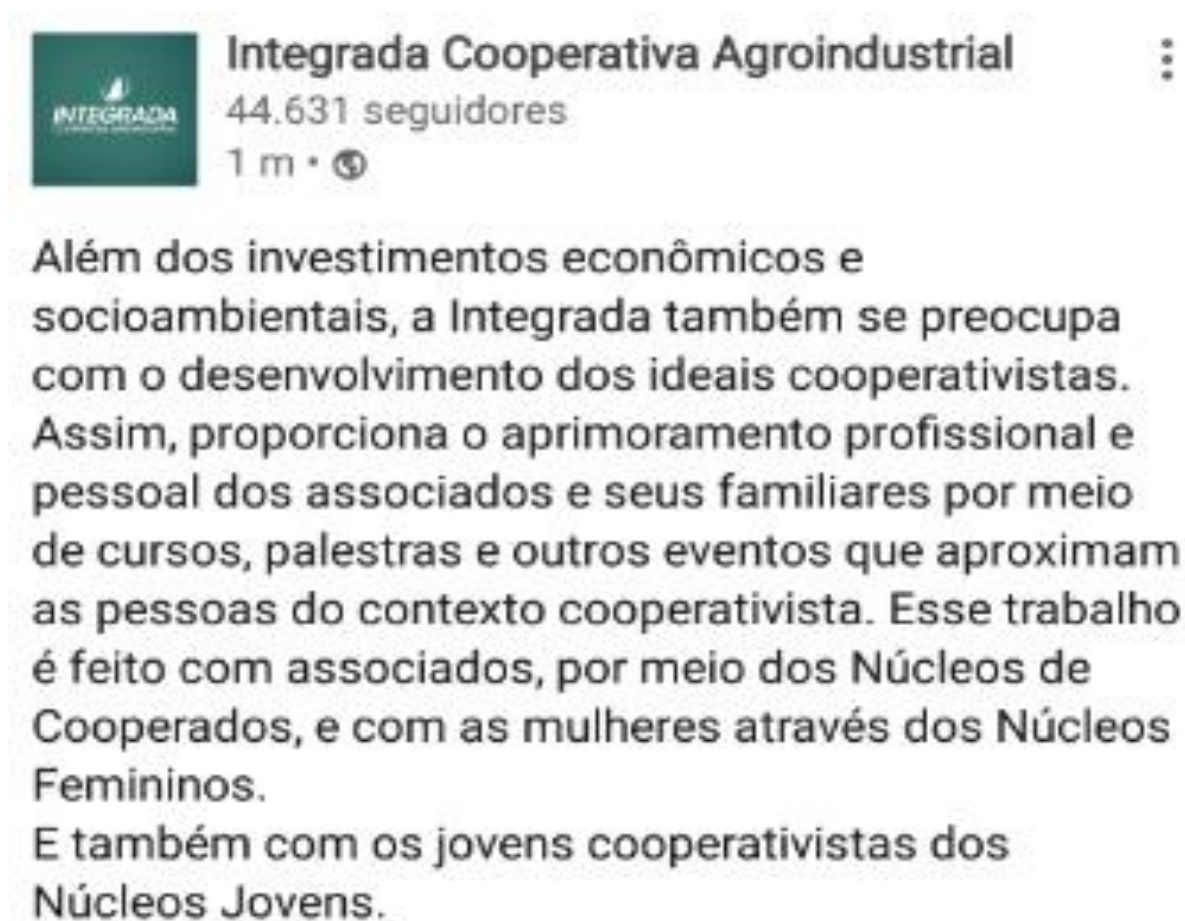 INTEGRADA
Integrada Cooperativa Agroindustrial
44.631 seguidores
1 m •
Além dos investimentos econômicos e
socioambientais, a Integrada também se preocupa
com o desenvolvimento dos ideais cooperativistas.
Assim, proporciona o aprimoramento profissional e
pessoal dos associados e seus familiares por meio
de cursos, palestras e outros eventos que aproximam
as pessoas do contexto cooperativista. Esse trabalho
é feito com associados, por meio dos Núcleos de
Cooperados, e com as mulheres através dos Núcleos
Femininos.
E também com os jovens cooperativistas dos
Núcleos Jovens.